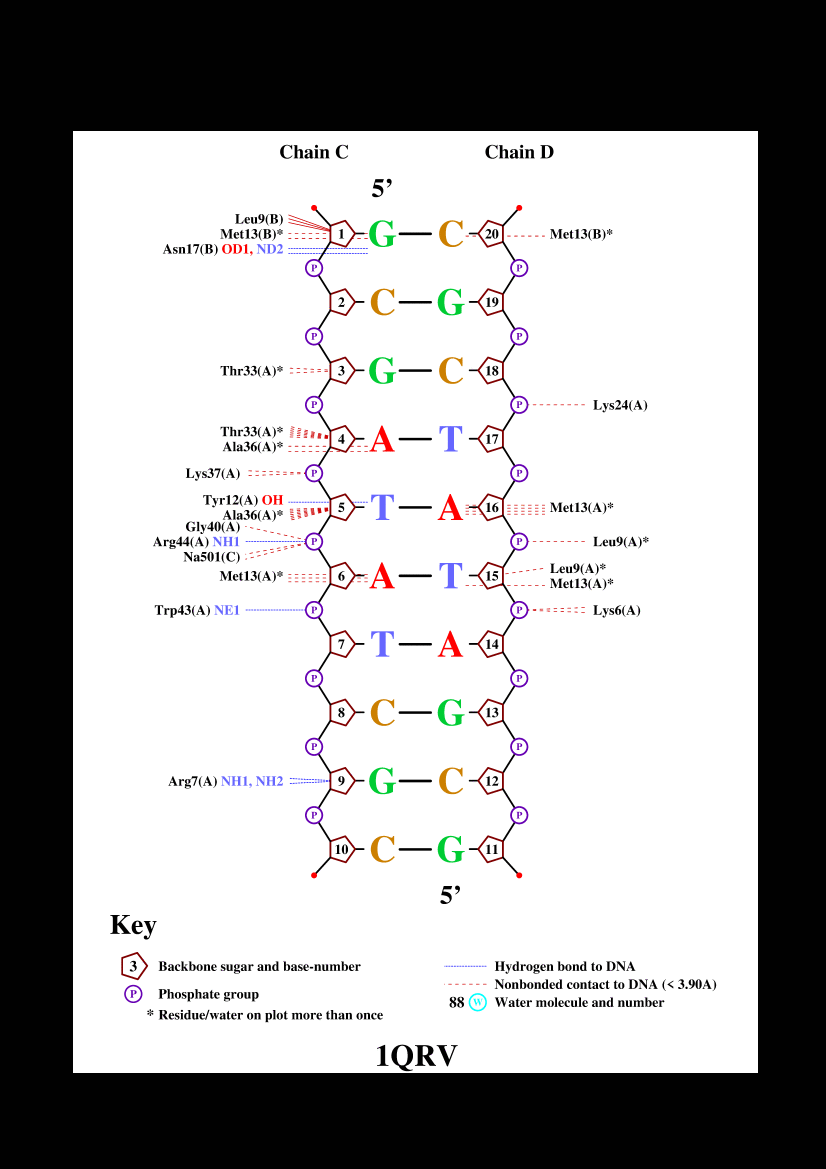 Chain C Chain D
5’
Leu9(B)
Met13(B)* 1 G C 20 Met13(B)*
Asn17(B) OD1, ND2
P P
2 C G 19
P P
Thr33(A)* 3 G C 18
P P Lys24(A)
Thr33(A)* 4 A T 17
Ala36(A)*
Lys37(A) P P
Tyr12(A) OH
5 T A 16 Met13(A)*
Ala36(A)*
Gly40(A)
Arg44(A) NH1 P P Leu9(A)*
Na501(C)
Leu9(A)*
Met13(A)* 6 A T 15
Met13(A)*
Trp43(A) NE1 P P Lys6(A)
7 T A 14
P P
8 C G 13
P P
Arg7(A) NH1, NH2 9 G C 12
P P
10 C G 11
5’
Key
3 Backbone sugar and base-number Hydrogen bond to DNA
Nonbonded contact to DNA (< 3.90A)
P Phosphate group
88 W Water molecule and number
* Residue/water on plot more than once
1QRV